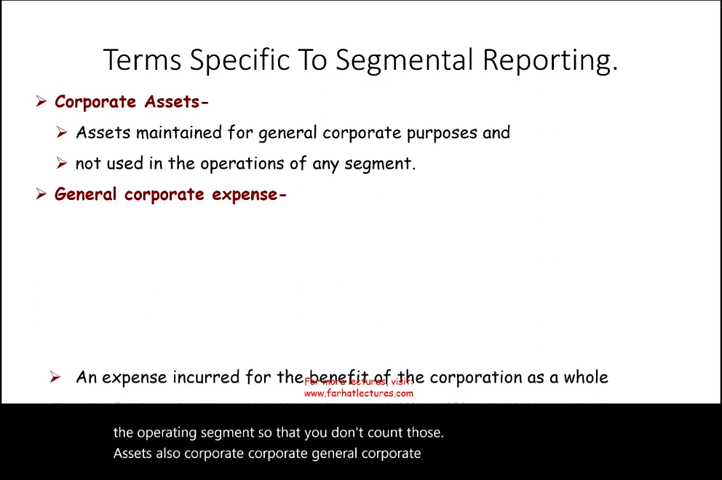 Terms Specific To Segmental Reporting.
Corporate Assets-
Assets maintained for general corporate purposes and
not used in the operations of any segment.
General corporate expense-
An expense incurred for the benefit of the corporation as a whole
For more lectures, visit:
www.farhatlectures.com
the operating segment so that you don't count those.
Assets also corporate corporate general corporate